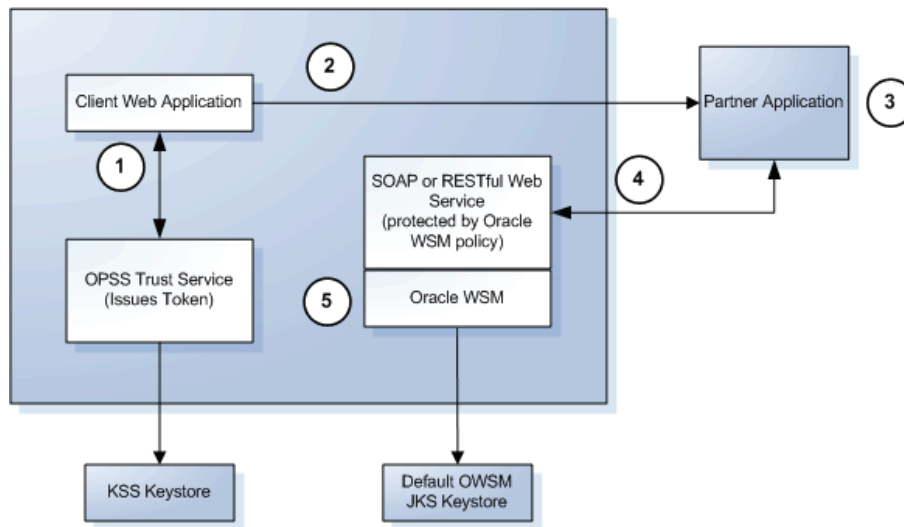 2
Client Web Application
Partner Application
3
1
SOAP or RESTful Web
Service
(protected by Oracle
WSM policy)
4
OPSS Trust Service
(Issues Token)
5
Oracle WSM
KSS Keystore
Default OWSM
JKS Keystore